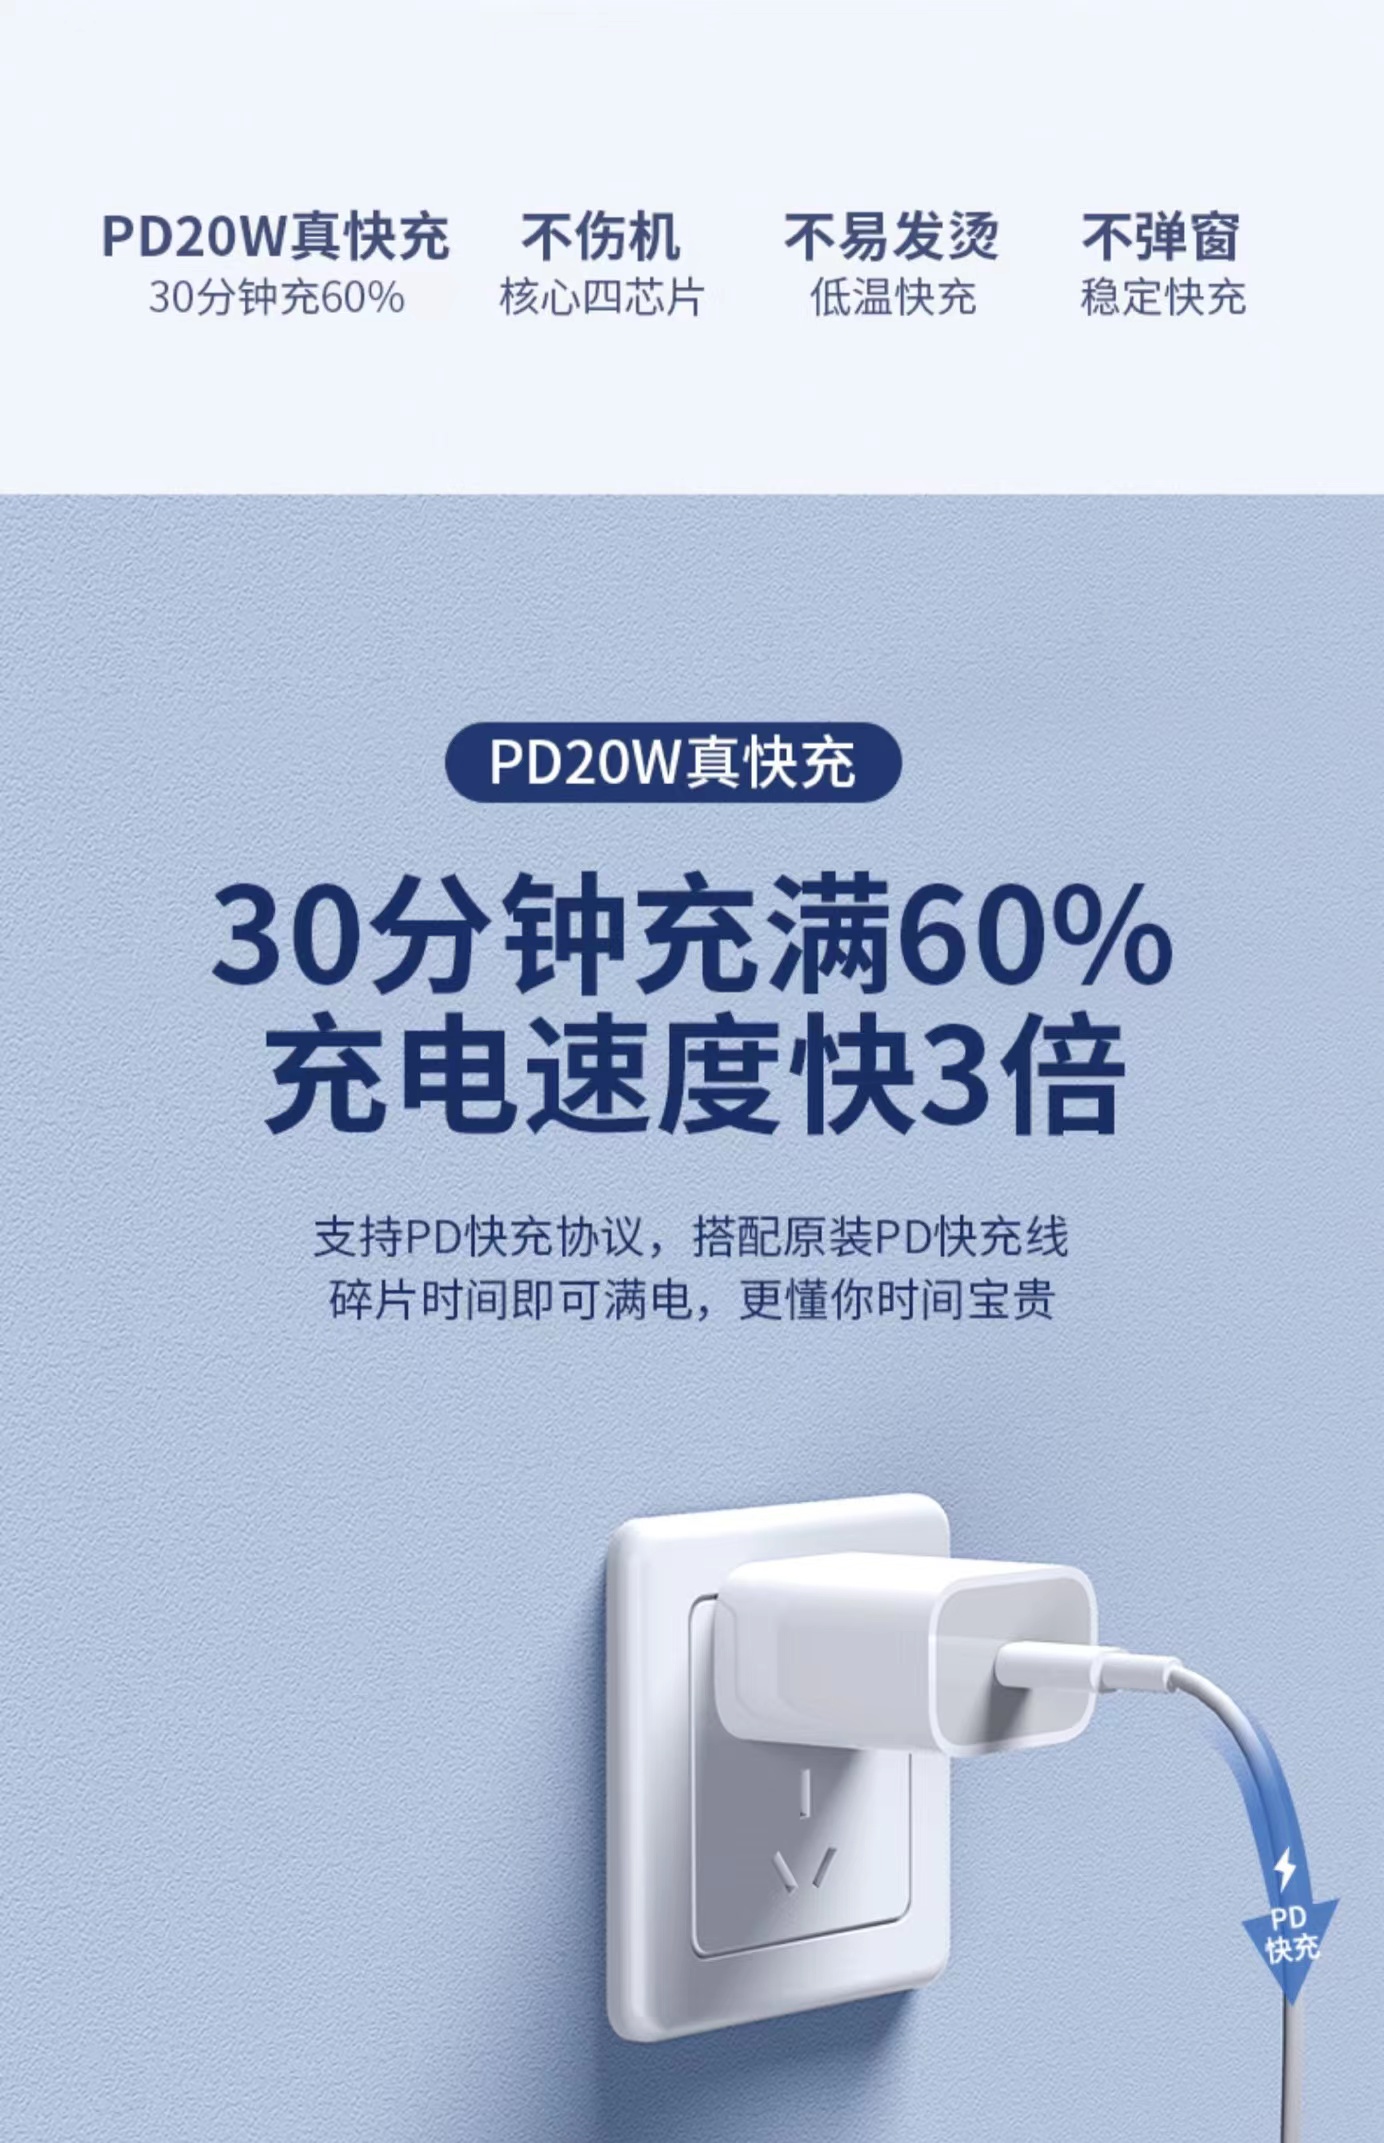 PD20W真快充 不伤机 不易发烫 不弹窗
30分钟充60% 核心四芯片 低温快充 稳定快充
PD20W真快充
30分钟充满60%
充电速度快3倍
支持PD快充协议，搭配原装PD快充线
碎片时间即可满电，更懂你时间宝贵
PD
快充